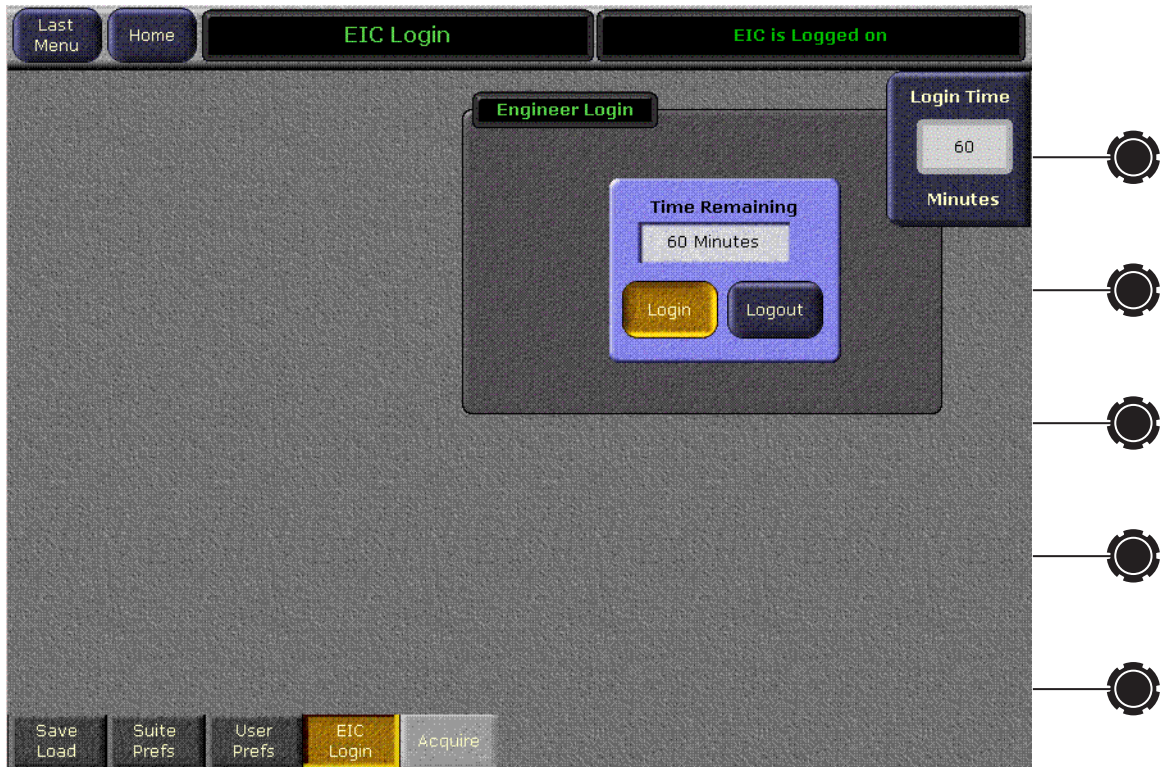 Last
Menu
Home
EIC Login
EIC is Logged on
Engineer Login
Login Time
60
Minutes
Time Remaining
60 Minutes
Login
Logout
Save
Load
Suite
Prefs
User
Prefs
EIC
Login
Acquire